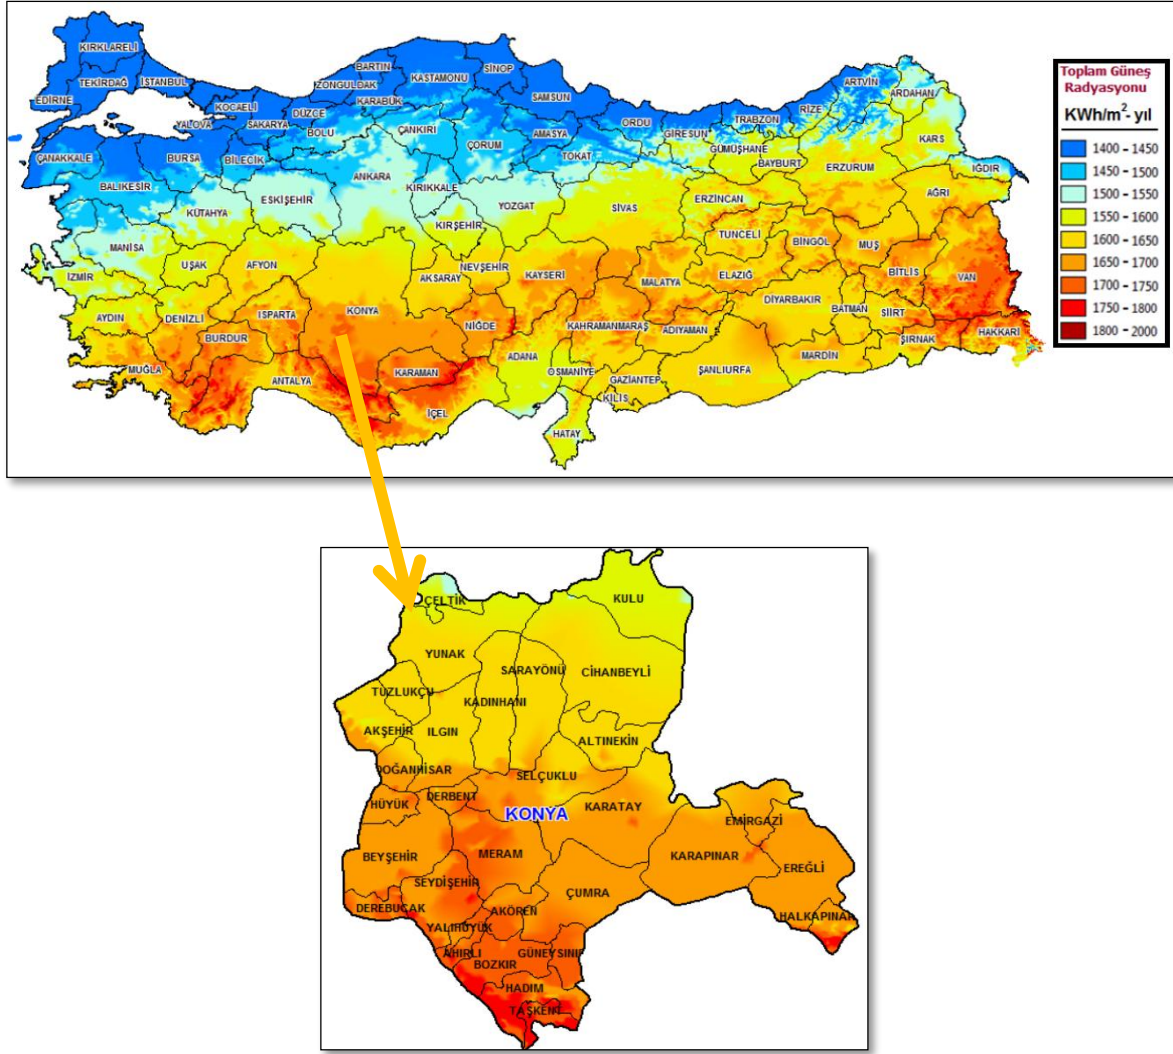 KIRKLARELİ
TEKİRDAĞ
İSTANBUL
EDİRNE
KOCAELİ
YALOVA
SAKARYA
DÜZCE
ZONGULDAK
BARTIN
KARABÜK
KASTAMONU
SİNOP
SAMSUN
BOLU
ÇANKIRI
ÇORUM
AMASYA
TOKAT
ORDU
GİRESUN
TRABZON
RİZE
ARTVİN
ARDAHAN
GÜMÜŞHANE
BAYBURT
ERZURUM
KARS
IĞDIR
AĞRI
ÇANAKKALE
BURSA
BİLECİK
BALIKESİR
KÜTAHYA
ESKİŞEHİR
ANKARA
KIRIKKALE
YOZGAT
KIRŞEHİR
SİVAS
ERZİNCAN
TUNCELİ
BİNGÖL
MUŞ
BİTLİS
VAN
MANİSA
İZMİR
UŞAK
AFYON
AKSARAY
NEVŞEHİR
KAYSERİ
MALATYA
ELAZIĞ
DİYARBAKIR
BATMAN
SİİRT
ŞIRNAK
HAKKARİ
AYDIN
DENİZLİ
ISPARTA
BURDUR
KONYA
NİĞDE
KAHRAMANMARAŞ
ADIYAMAN
MARDİN
ŞANLIURFA
MUĞLA
ANTALYA
KARAMAN
İÇEL
ADANA
OSMANİYE
GAZİANTEP
KİLİS
HATAY
Toplam Güneş
Radyasyonu
KWh/m²- yıl
1400 - 1450
1450 - 1500
1500 - 1550
1550 - 1600
1600 - 1650
1650 - 1700
1700 - 1750
1750 - 1800
1800 - 2000
ÇELTİK
KULU
YUNAK
SARAYÖNÜ
CİHANBEYLİ
TUZLUKÇU
KADINHANI
AKŞEHİR
ILGIN
ALTINEKİN
DOĞANHİSAR
SELÇUKLU
HÜYÜK
DERBENT
KONYA
KARATAY
EMİRGAZİ
BEYŞEHİR
MERAM
KARAPINAR
EREĞLİ
SEYDİŞEHİR
ÇUMRA
DEREBUCAK
AKÖREN
HALKAPINAR
YALIHÜYÜK
AHIRLI
BOZKIR
GÜNEYSINIR
HADIM
TAŞKENT